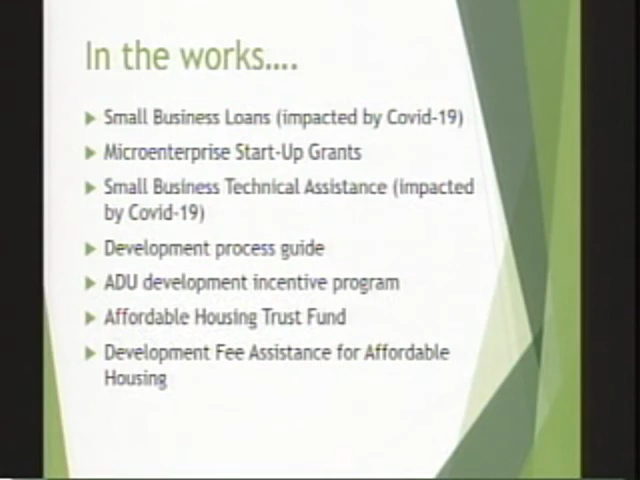 In the works....
Small Business Loans (impacted by Covid-19)
Microenterprise Start-Up Grants
Small Business Technical Assistance (impacted
by Covid-19)
Development process guide
ADU development incentive program
Affordable Housing Trust Fund
Development Fee Assistance for Affordable
Housing